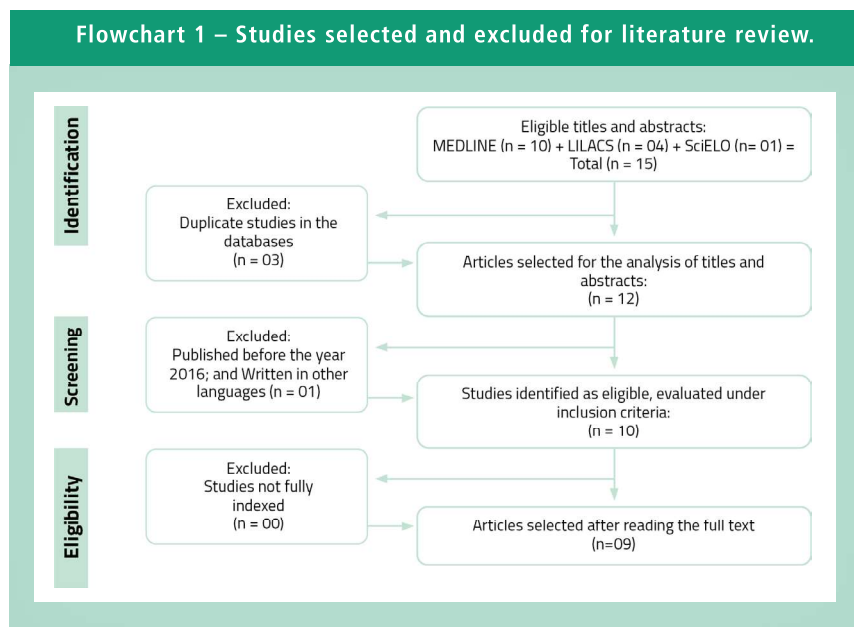 Flowchart 1 – Studies selected and excluded for literature review.
Identification
Eligible titles and abstracts:
MEDLINE (n = 10) + LILACS (n = 04) + SciELO (n= 01) =
Total (n = 15)
Excluded:
Duplicate studies in the
databases
(n = 03)
Articles selected for the analysis of titles and
abstracts:
(n = 12)
Screening
Excluded:
Published before the year
2016; and Written in other
languages (n = 01)
Studies identified as eligible, evaluated under
inclusion criteria:
(n = 10)
Eligibility
Excluded:
Studies not fully
indexed
(n = 00)
Articles selected after reading the full text
(n=09)